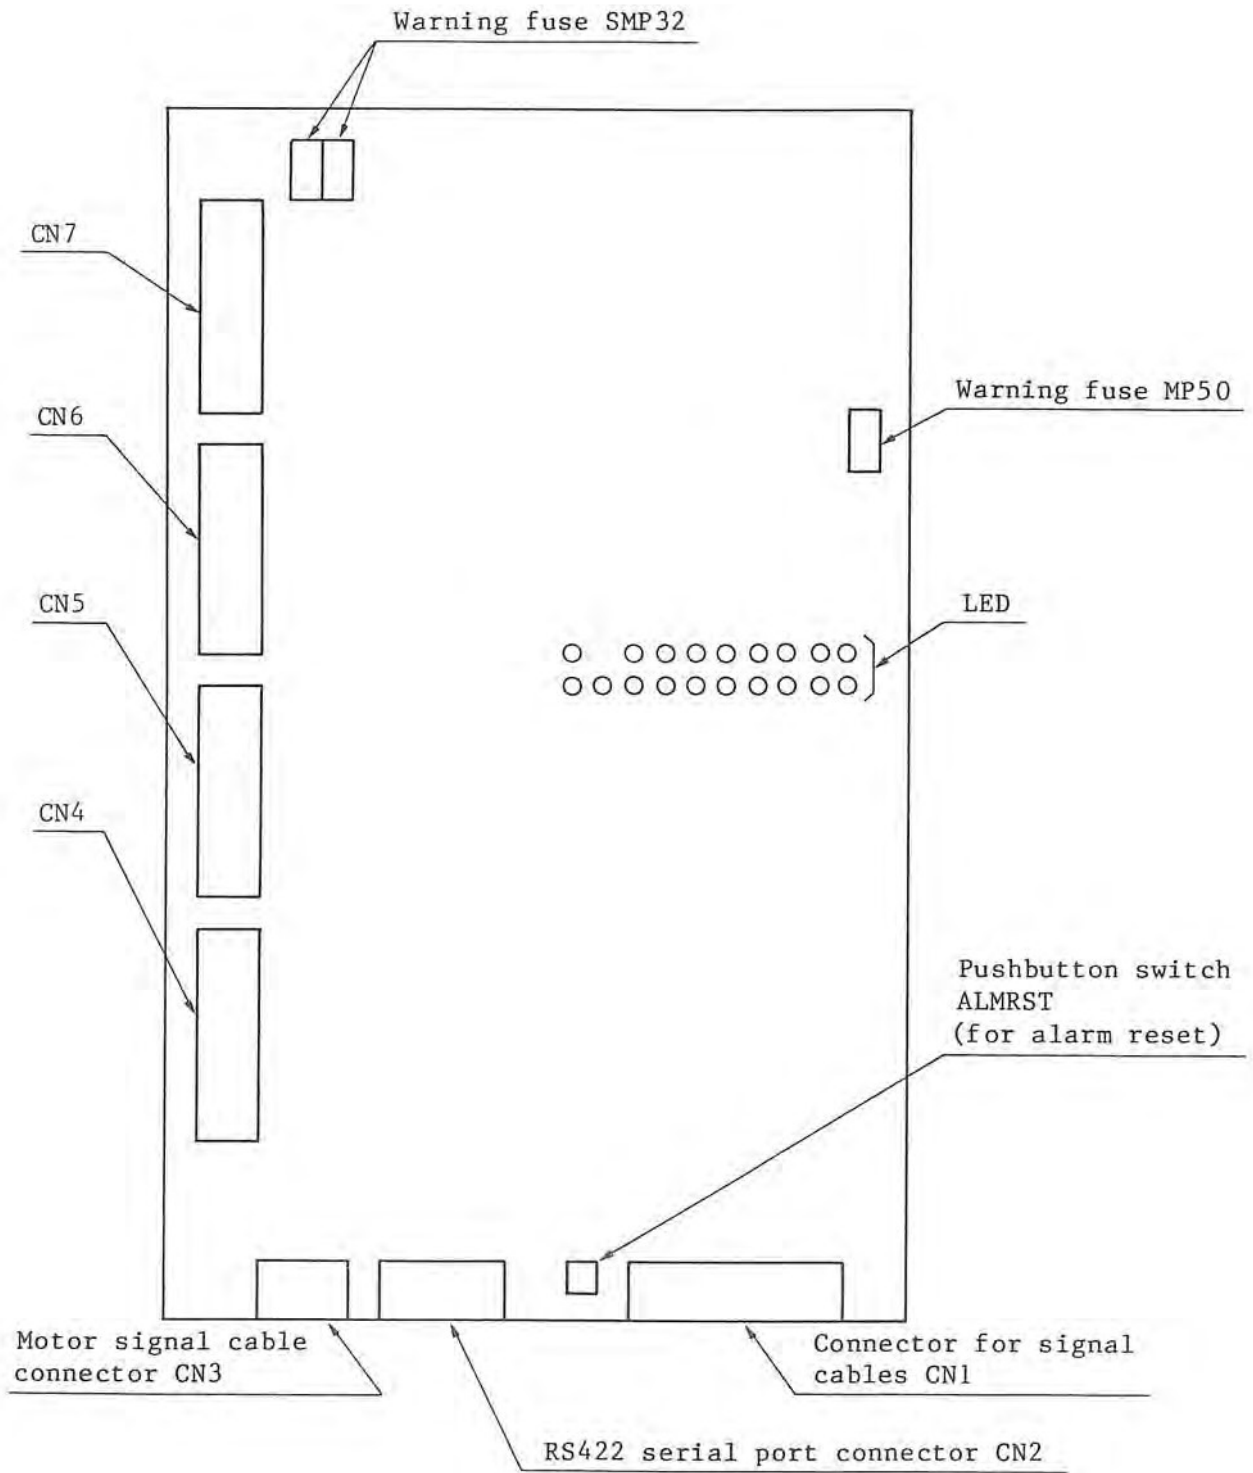 Warning fuse SMP32
CN7
Warning fuse MP50
CN6
CN5
LED
CN4
Pushbutton switch
ALMRST
(for alarm reset)
Motor signal cable
connector CN3
Connector for signal
cables CN1
RS422 serial port connector CN2